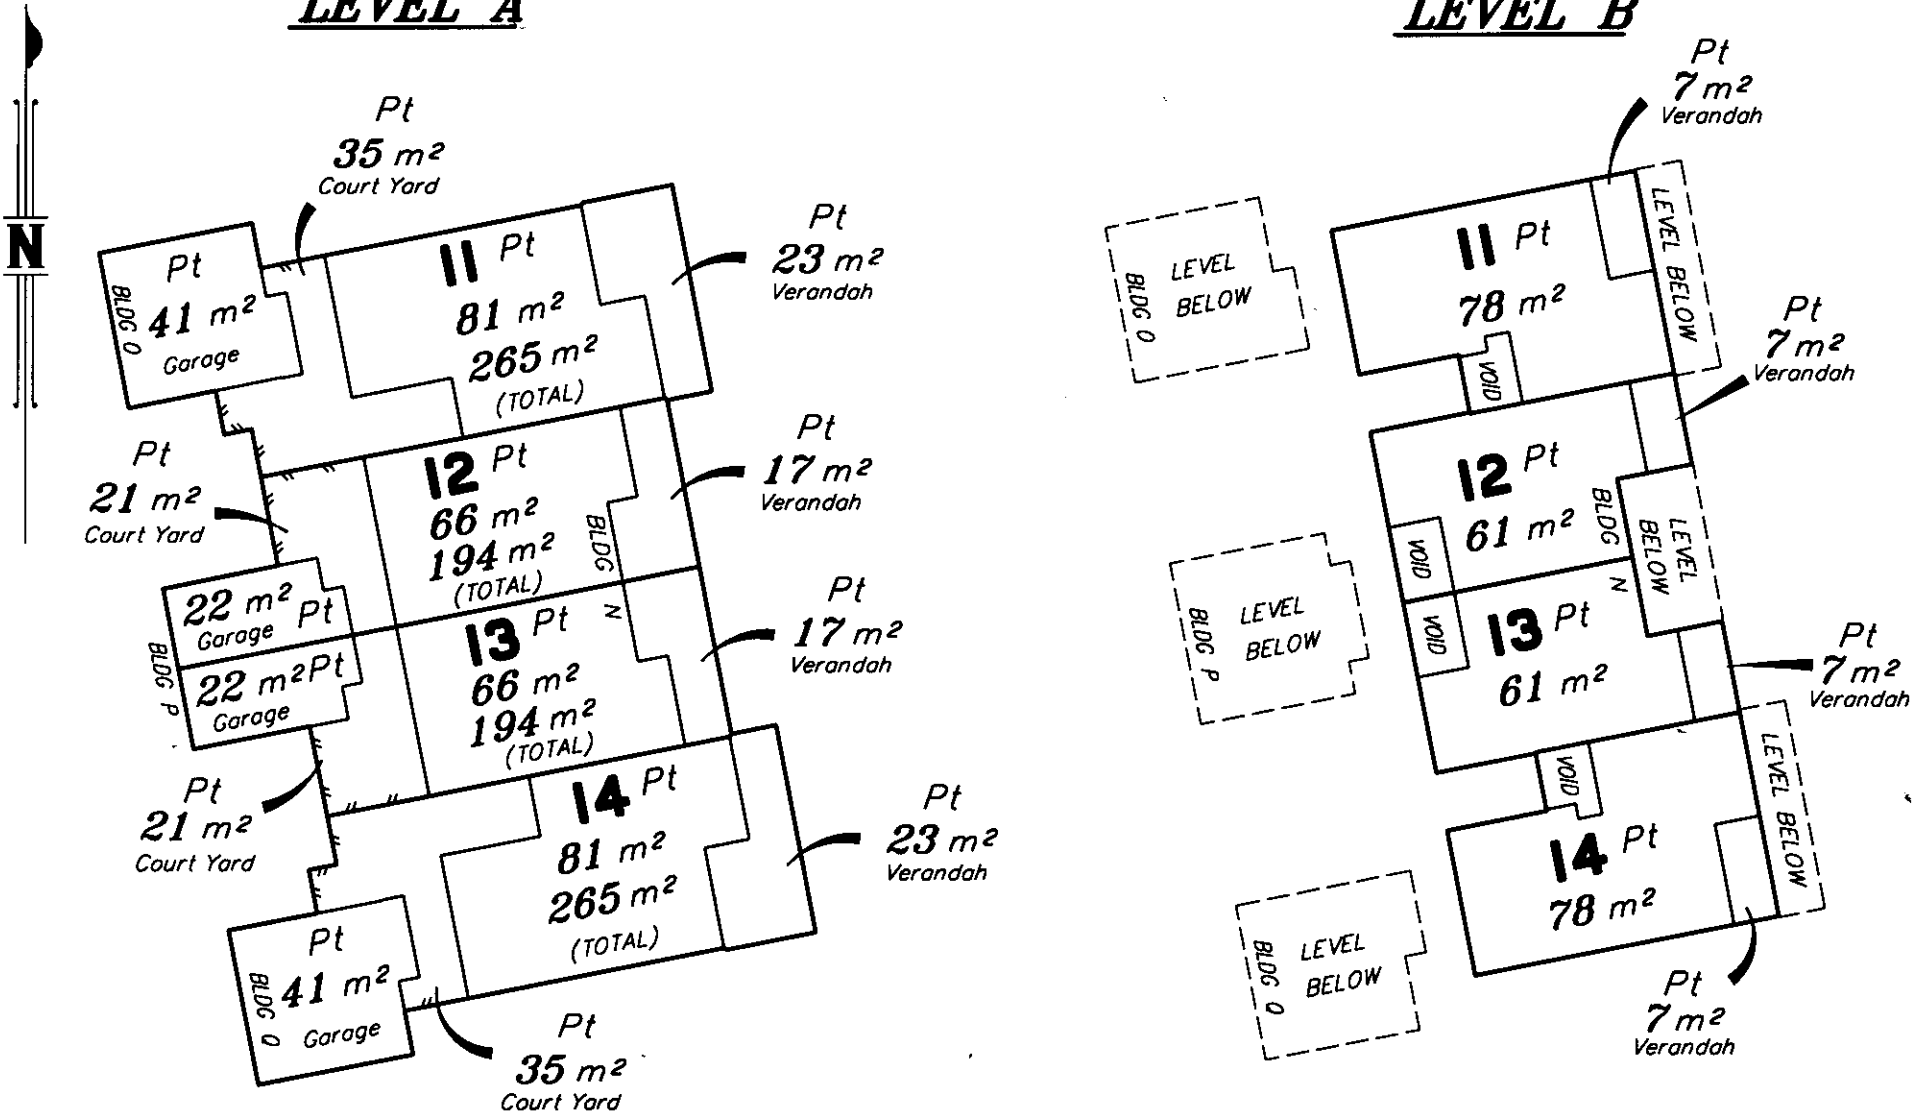 LEVEL A
N
Pt
35 m²
Court Yard
Pt
41 m²
Garage
BLDG O
11 Pt
81 m²
265 m²
(TOTAL)
Pt
23 m²
Verandah
Pt
21 m²
Court Yard
12 Pt
66 m²
194 m²
(TOTAL)
BLDG N
Pt
17 m²
Verandah
22 m²
Garage Pt
22 m² Pt
Garage
BLDG P
13 Pt
66 m²
194 m²
(TOTAL)
Pt
17 m²
Verandah
Pt
21 m²
Court Yard
14 Pt
81 m²
265 m²
(TOTAL)
Pt
23 m²
Verandah
Pt
41 m²
Garage
BLDG Q
Pt
35 m²
Court Yard
LEVEL B
Pt
7 m²
Verandah
BLDG O
LEVEL
BELOW
11 Pt
78 m²
VOID
LEVEL BELOW
Pt
7 m²
Verandah
12 Pt
61 m²
VOID
BLDG N
LEVEL
BELOW
BLDG P
LEVEL
BELOW
13 Pt
61 m²
VOID
Pt
7 m²
Verandah
VOID
14 Pt
78 m²
LEVEL BELOW
BLDG Q
LEVEL
BELOW
Pt
7 m²
Verandah